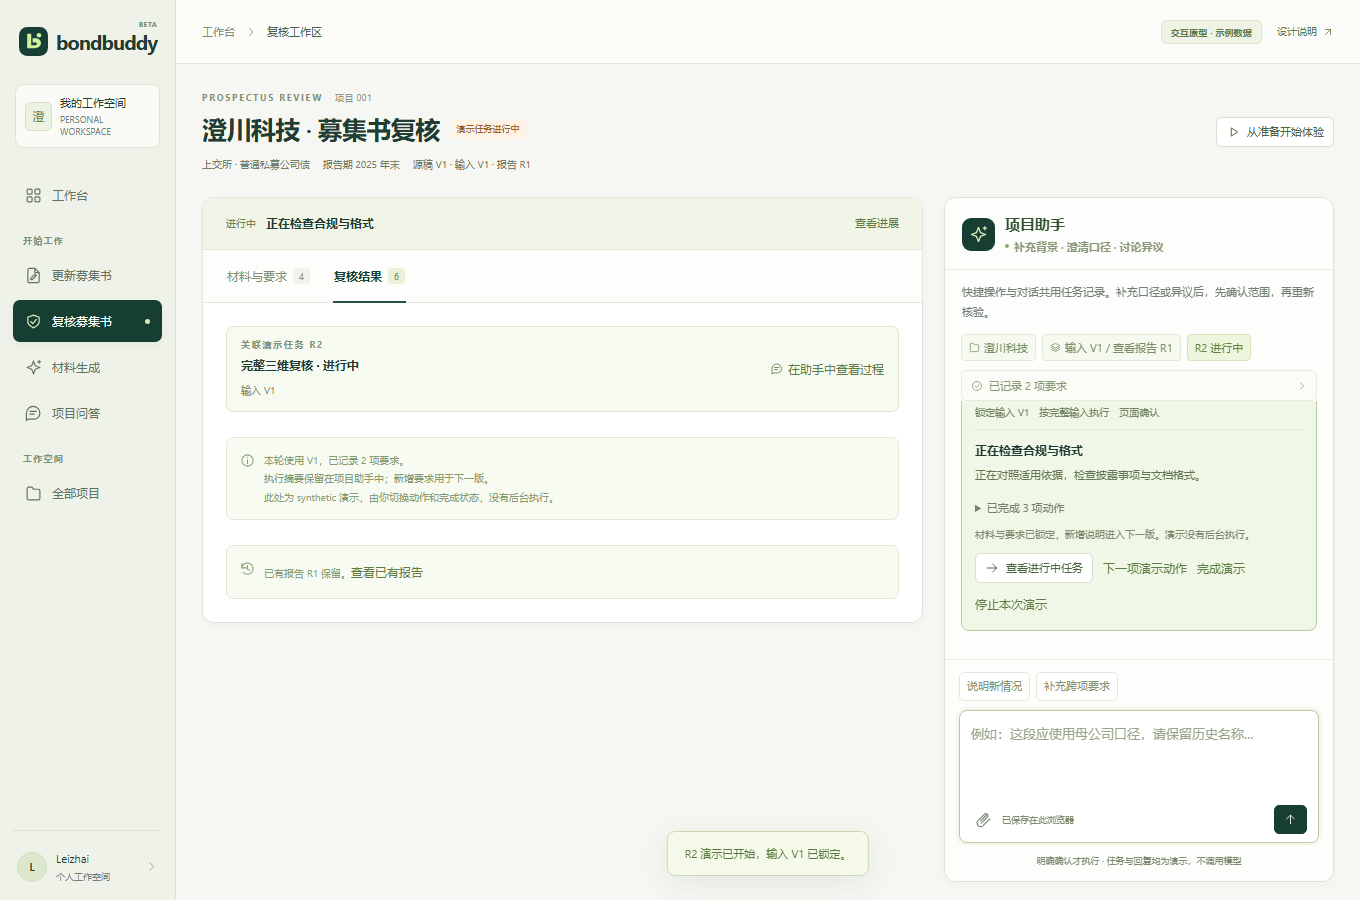 BETA
bondbuddy
澄
我的工作空间
PERSONAL
WORKSPACE
工作台
开始工作
更新募集书
复核募集书
材料生成
项目问答
工作空间
全部项目
L
Leizhai
个人工作空间
工作台 > 复核工作区
交互原型 · 示例数据
设计说明
PROSPECTUS REVIEW 项目 001
澄川科技 · 募集书复核
演示任务进行中
从准备开始体验
上交所 · 普通私募公司债 报告期 2025 年末 源稿 V1 · 输入 V1 · 报告 R1
进行中 正在检查合规与格式
查看进展
材料与要求 4
复核结果 6
关联演示任务 R2
完整三维复核 · 进行中
输入 V1
在助手中查看过程
本轮使用 V1，已记录 2 项要求。
执行摘要保留在项目助手中；新增要求用于下一版。
此处为 synthetic 演示，由你切换动作和完成状态，没有后台执行。
已有报告 R1 保留。查看已有报告
R2 演示已开始，输入 V1 已锁定。
项目助手
补充背景 · 澄清口径 · 讨论异议
快捷操作与对话共用任务记录。补充口径或异议后，先确认范围，再重新
核验。
澄川科技
输入 V1 / 查看报告 R1
R2 进行中
已记录 2 项要求
锁定输入 V1 按完整输入执行 页面确认
正在检查合规与格式
正在对照适用依据，检查披露事项与文档格式。
已完成 3 项动作
材料与要求已锁定，新增说明进入下一版。演示没有后台执行。
查看进行中任务
下一项演示动作
完成演示
停止本次演示
说明新情况
补充跨项要求
例如：这段应使用母公司口径，请保留历史名称...
已保存在此浏览器
明确确认才执行 · 任务与回复均为演示，不调用模型